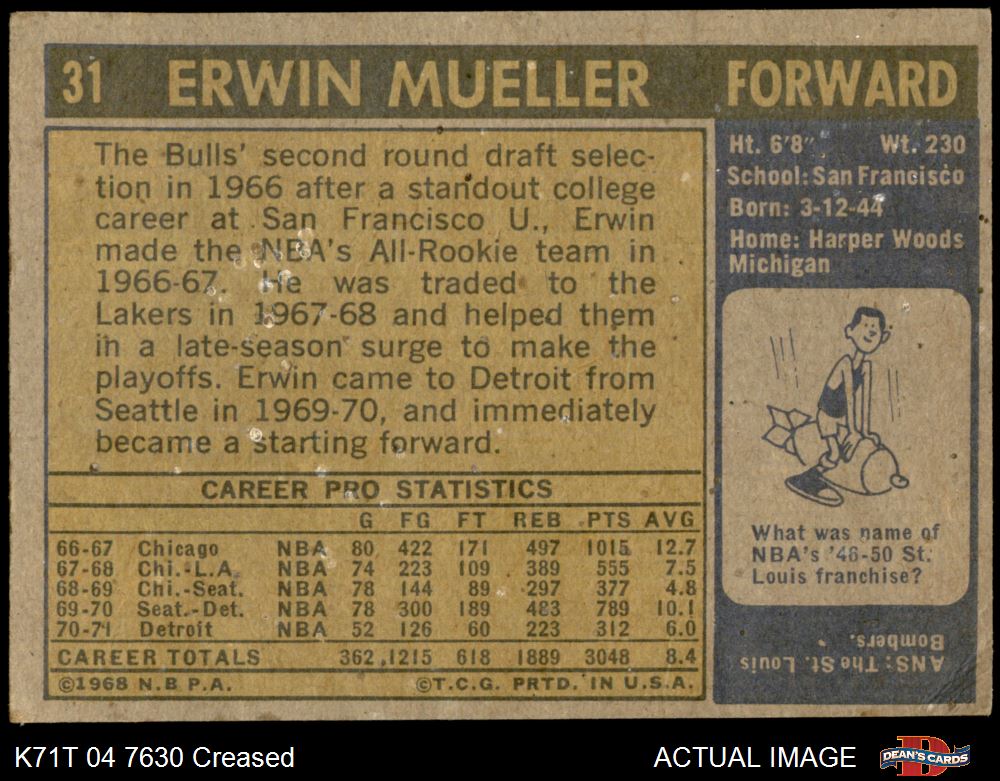 31 ERWIN MUELLER FORWARD
The Bulls' second round draft selec-
tion in 1966 after a standout college
career at San Francisco U., Erwin
made the NBA's All-Rookie team in
1966-67. He was traded to the
Lakers in 1967-68 and helped them
in a late-season surge to make the
playoffs. Erwin came to Detroit from
Seattle in 1969-70, and immediately
became a starting forward.
CAREER PRO STATISTICS
G FG FT REB PTS AVG
66-67 Chicago NBA 80 422 171 497 1015 12.7
67-68 Chi.-L.A. NBA 74 223 109 389 555 7.5
68-69 Chi.-Seat. NBA 78 144 89 297 377 4.8
69-70 Seat.-Det. NBA 78 300 189 483 789 10.1
70-71 Detroit NBA 52 126 60 223 312 6.0
CAREER TOTALS 362 1215 618 1889 3048 8.4
©1968 N.B.P.A. ©T.C.G. PRTD. IN U.S.A.
Ht. 6'8" Wt. 230
School: San Francisco
Born: 3-12-44
Home: Harper Woods
Michigan
What was name of
NBA's '46-50 St.
Louis franchise?
ANS: The St. Louis
Bombers.
K71T 04 7630 Creased ACTUAL IMAGE
DEAN'S CARDS